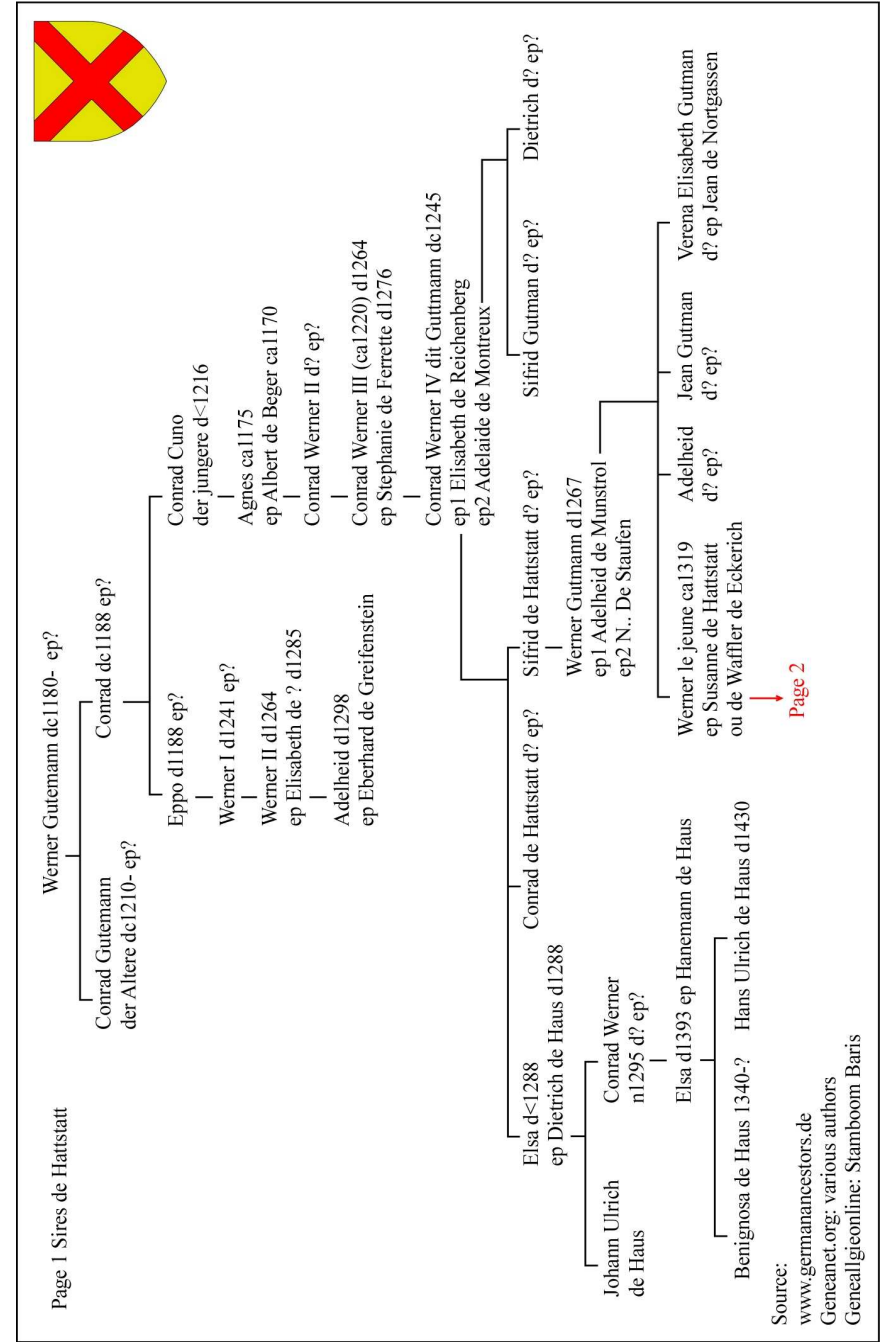 Page 1 Sires de Hattstatt
Werner Gutemann dc1180- ep?
Conrad Gutemann
der Altere dc1210- ep?
Conrad dc1188 ep?
Eppo d1188 ep?
Werner I d1241 ep?
Werner II d1264
ep Elisabeth de ? d1285
Adelheid d1298
ep Eberhard de Greifenstein
Conrad Cuno
der jungere d<1216
Agnes ca1175
ep Albert de Beger ca1170
Conrad Werner II d? ep?
Conrad Werner III (ca1220) d1264
ep Stephanie de Ferrette d1276
Conrad Werner IV dit Guttmann dc1245
ep1 Elisabeth de Reichenberg
ep2 Adelaide de Montreux
Elsa d<1288
ep Dietrich de Haus d1288
Conrad de Hattstatt d? ep?
Sifrid de Hattstatt d? ep?
Sifrid Gutman d? ep?
Dietrich d? ep?
Johann Ulrich
de Haus
Conrad Werner
n1295 d? ep?
Elsa d1393 ep Hanemann de Haus
Benignosa de Haus 1340-?
Hans Ulrich de Haus d1430
Werner Gutmann d1267
ep1 Adelheid de Munstrol
ep2 N.. De Staufen
Werner le jeune ca1319
ep Susanne de Hattstatt
ou de Waffler de Eckerich
Page 2
Adelheid
d? ep?
Jean Gutman
d? ep?
Verena Elisabeth Gutman
d? ep Jean de Nortgassen
Source:
www.germanancestors.de
Geneanet.org: various authors
Geneallgieonline: Stamboom Baris